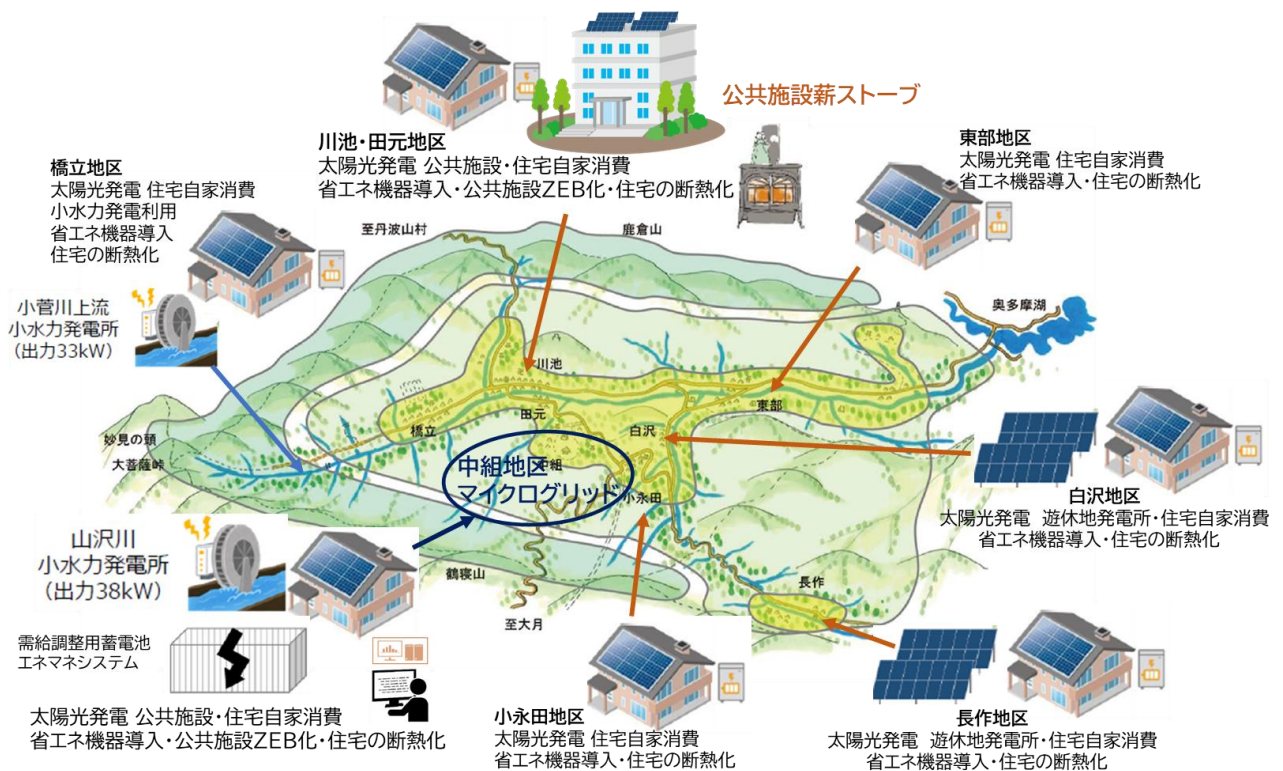 公共施設薪ストーブ
川池・田元地区
太陽光発電 公共施設・住宅自家消費
省エネ機器導入・公共施設ZEB化・住宅の断熱化
東部地区
太陽光発電 住宅自家消費
省エネ機器導入・住宅の断熱化
橋立地区
太陽光発電 住宅自家消費
小水力発電利用
省エネ機器導入
住宅の断熱化
至丹波山村
鹿倉山
小菅川上流
小水力発電所
（出力33kW）
奥多摩湖
川池
田元
橋立
白沢
東部
妙見の頭
大菩薩峠
中組地区
マイクログリッド
中組
小永田
白沢地区
太陽光発電 遊休地発電所・住宅自家消費
省エネ機器導入・住宅の断熱化
山沢川
小水力発電所
（出力38kW）
鶴寝山
至大月
長作
需給調整用蓄電池
エネマネシステム
太陽光発電 公共施設・住宅自家消費
省エネ機器導入・公共施設ZEB化・住宅の断熱化
小永田地区
太陽光発電 住宅自家消費
省エネ機器導入・住宅の断熱化
長作地区
太陽光発電 遊休地発電所・住宅自家消費
省エネ機器導入・住宅の断熱化